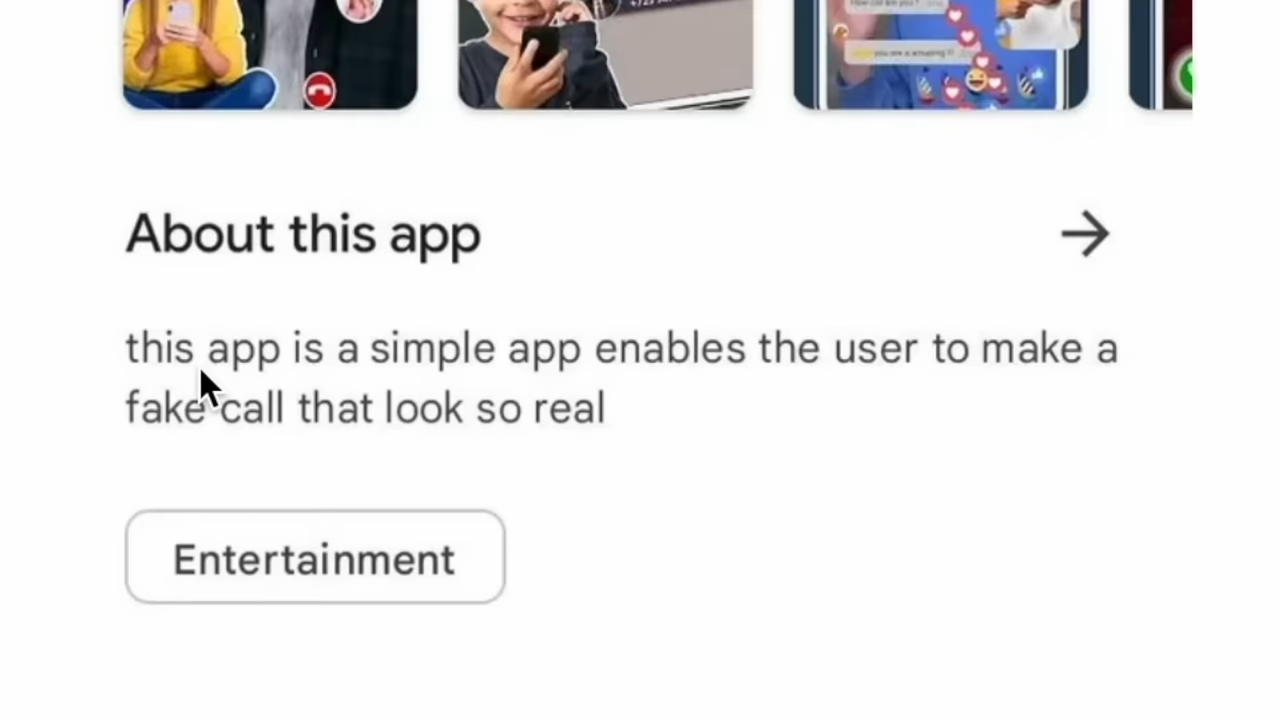 About this app
this app is a simple app enables the user to make a
fake call that look so real
Entertainment